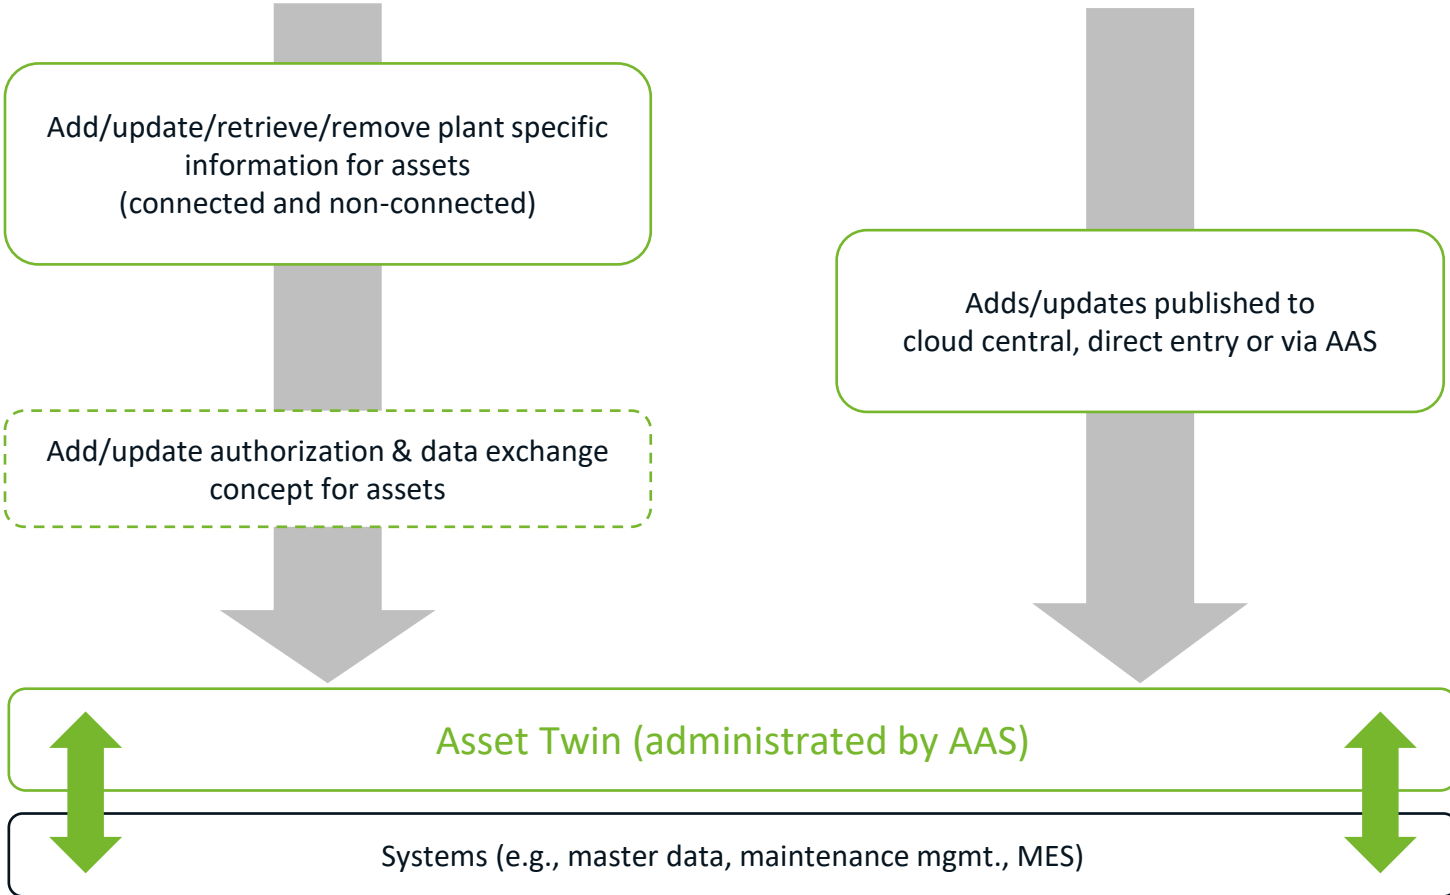 Add/update/retrieve/remove plant specific
information for assets
(connected and non-connected)
Adds/updates published to
cloud central, direct entry or via AAS
Add/update authorization & data exchange
concept for assets
Asset Twin (administrated by AAS)
Systems (e.g., master data, maintenance mgmt., MES)